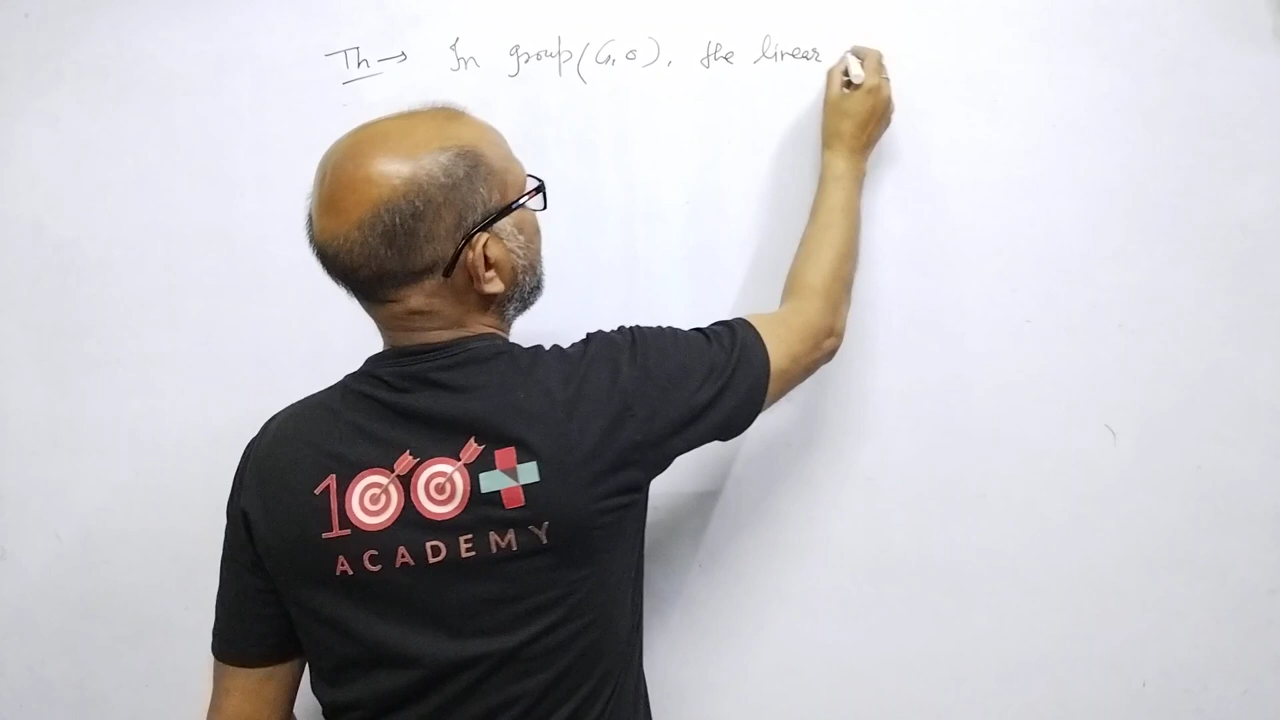 Th → In group (G, o), the linear
100+
ACADEMY